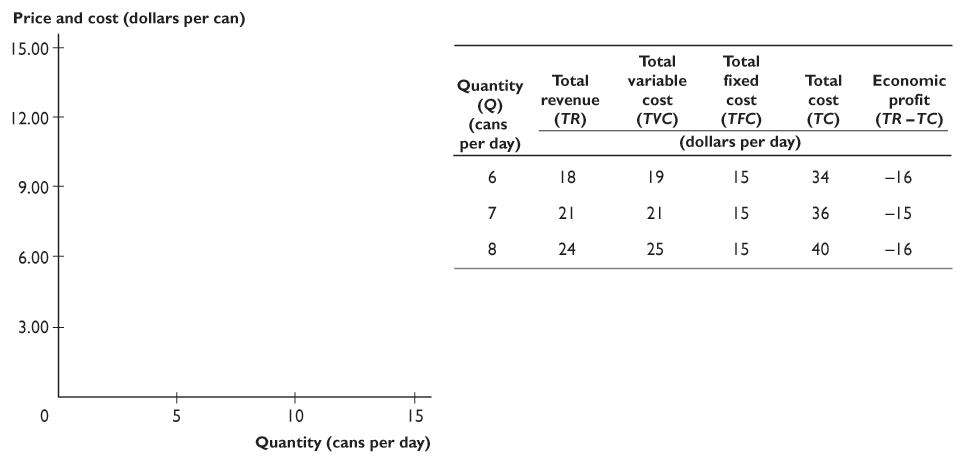 Price and cost (dollars per can)
15.00
12.00
9.00
6.00
3.00
0
5
10
15
Quantity (cans per day)
Quantity (Q) (cans per day)
Total revenue (TR)
Total variable cost (TVC)
Total fixed cost (TFC)
Total cost (TC)
Economic profit (TR – TC)
(dollars per day)
6 18 19 15 34 –16
7 21 21 15 36 –15
8 24 25 15 40 –16